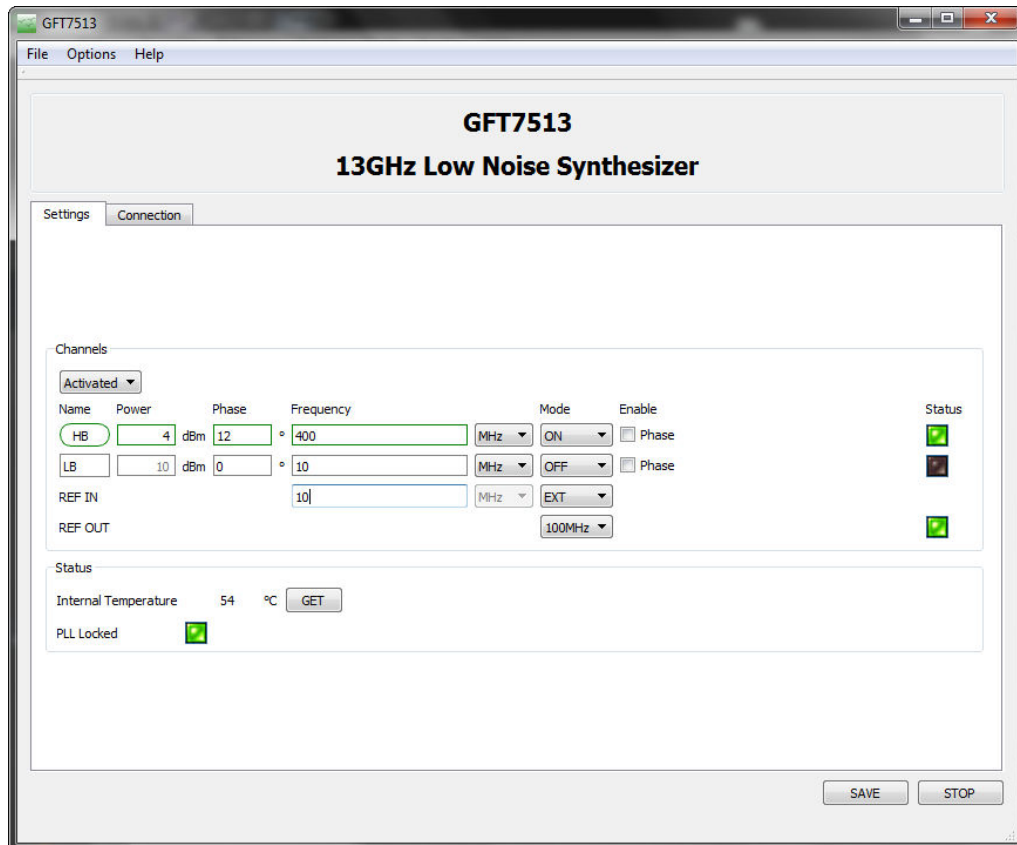 GFT7513
File Options Help
GFT7513
13GHz Low Noise Synthesizer
Settings Connection
Channels
Activated
Name Power Phase Frequency Mode Enable Status
HB 4 dBm 12 ° 400 MHz ON Phase
LB 10 dBm 0 ° 10 MHz OFF Phase
REF IN 10 MHz EXT
REF OUT 100MHz
Status
Internal Temperature 54 ºC GET
PLL Locked
SAVE STOP